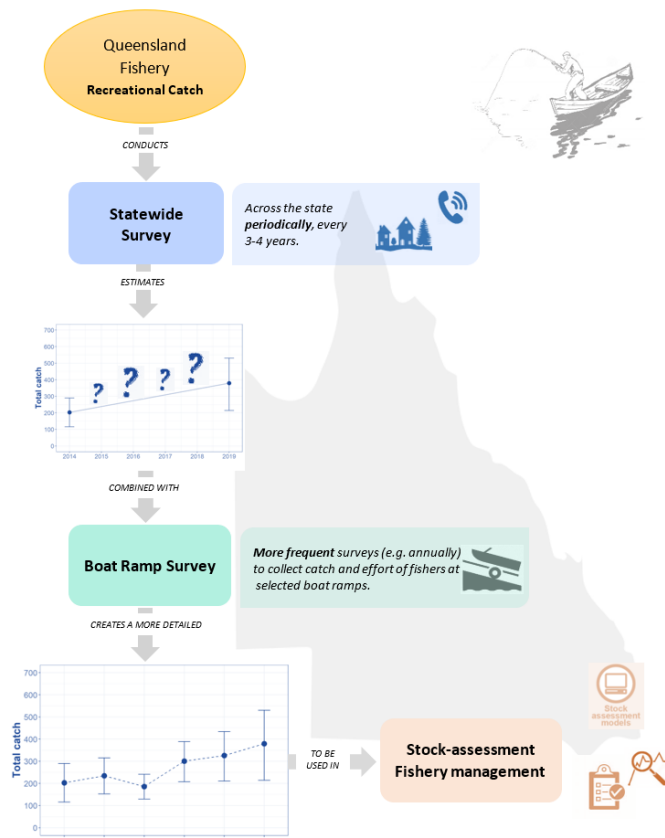 Queensland
Fishery
Recreational Catch
CONDUCTS
Statewide
Survey
Across the state
periodically, every
3-4 years.
ESTIMATES
Total catch
700
600
500
400
300
200
100
0
2014 2015 2016 2017 2018 2019
? ? ? ?
COMBINED WITH
Boat Ramp Survey
More frequent surveys (e.g. annually)
to collect catch and effort of fishers at
selected boat ramps.
CREATES A MORE DETAILED
Total catch
700
600
500
400
300
200
100
0
TO BE
USED IN
Stock-assessment
Fishery management
Stock
assessment
models